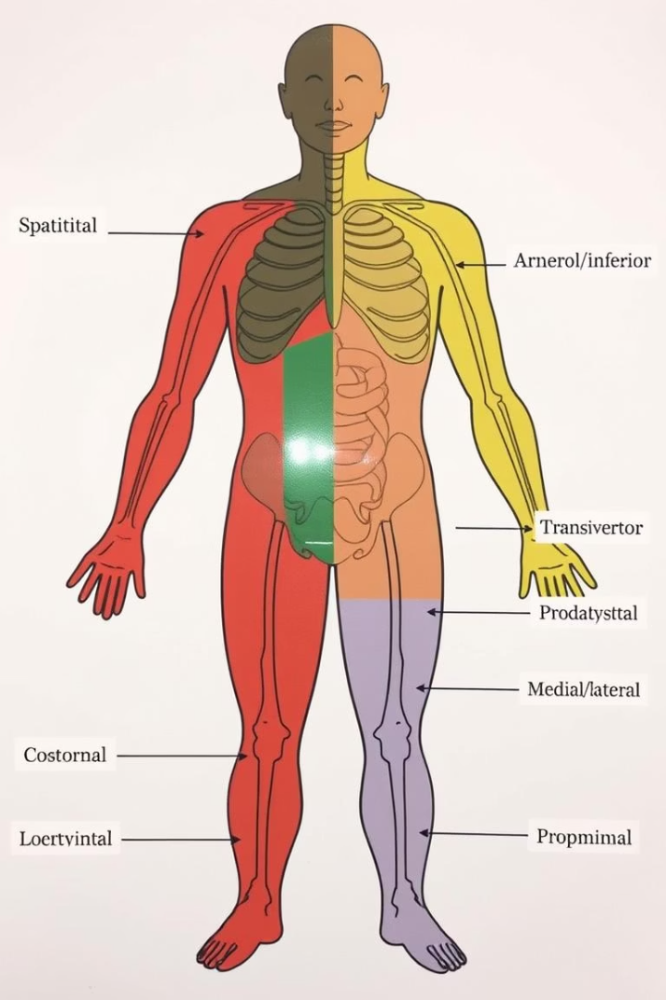 Spatitital
Arnerol/inferior
Transivertor
Prodatysttal
Medial/lateral
Costornal
Loertvintal
Propmimal